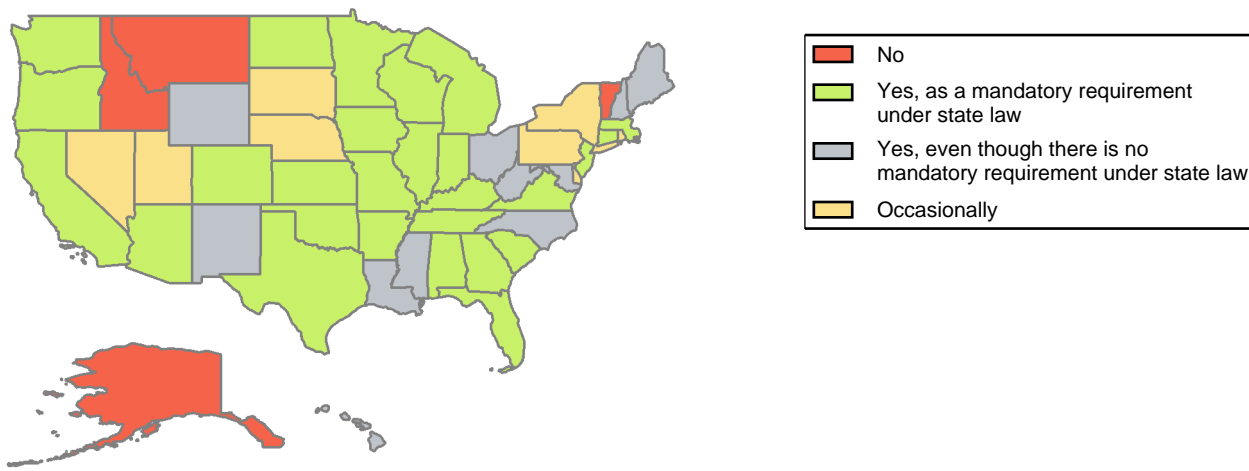 No
Yes, as a mandatory requirement
under state law
Yes, even though there is no
mandatory requirement under state law
Occasionally